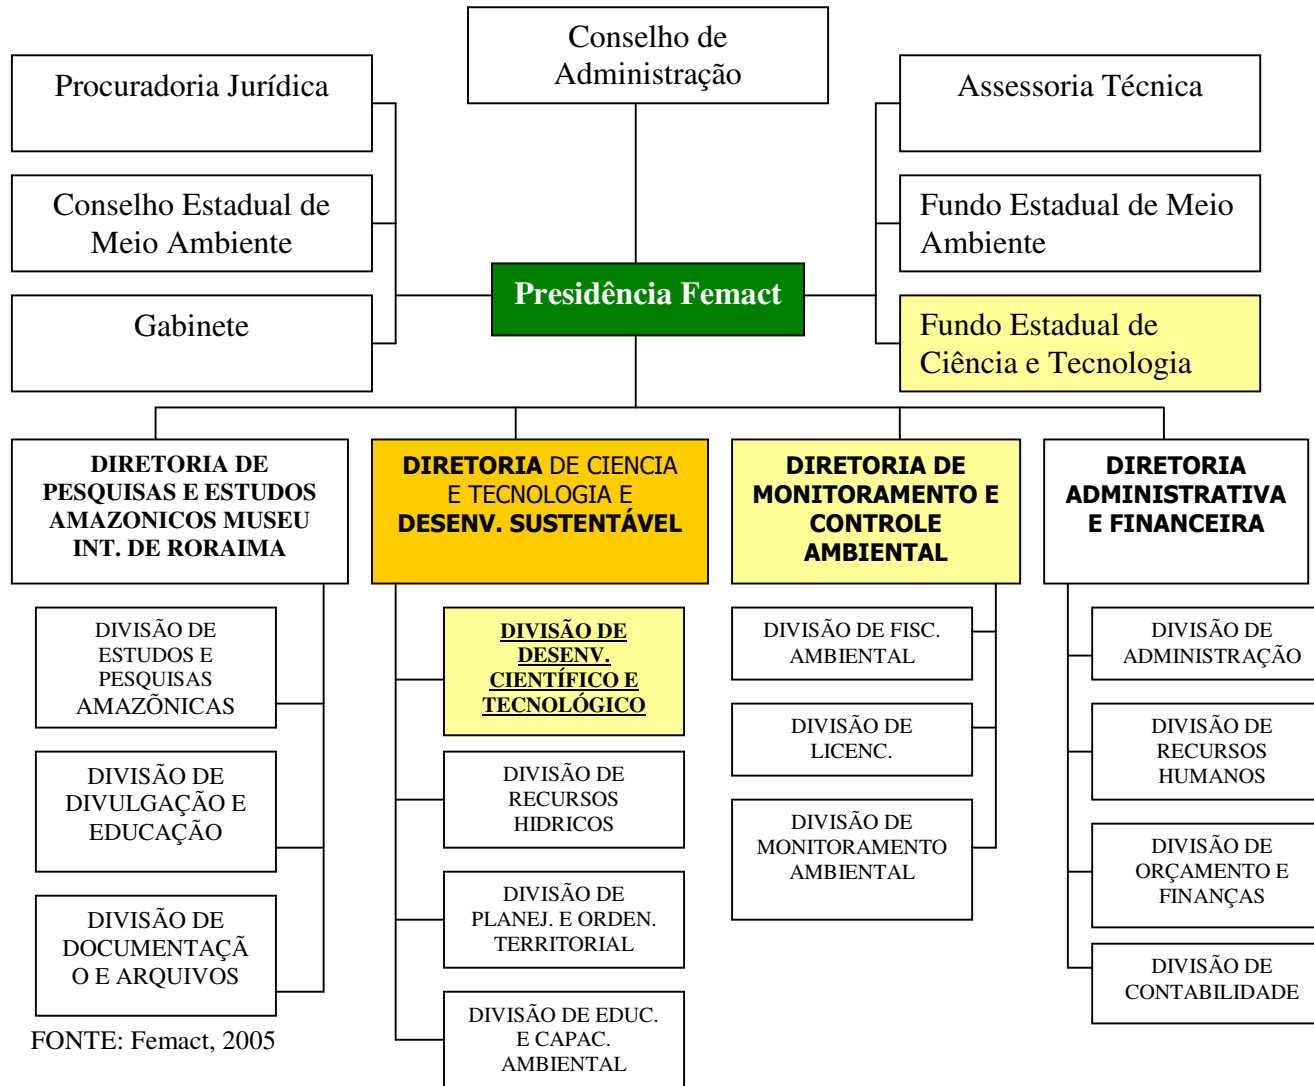 Conselho de
Administração
Procuradoria Jurídica
Assessoria Técnica
Conselho Estadual de
Meio Ambiente
Fundo Estadual de Meio
Ambiente
Presidência Femact
Gabinete
Fundo Estadual de
Ciência e Tecnologia
DIRETORIA DE
PESQUISAS E ESTUDOS
AMAZONICOS MUSEU
INT. DE RORAIMA
DIRETORIA DE CIENCIA
E TECNOLOGIA E
DESENV. SUSTENTÁVEL
DIRETORIA DE
MONITORAMENTO E
CONTROLE
AMBIENTAL
DIRETORIA
ADMINISTRATIVA
E FINANCEIRA
DIVISÃO DE
ESTUDOS E
PESQUISAS
AMAZÕNICAS
DIVISÃO DE
DIVULGAÇÃO E
EDUCAÇÃO
DIVISÃO DE
DOCUMENTAÇÃ
O E ARQUIVOS
DIVISÃO DE
DESENV.
CIENTÍFICO E
TECNOLÓGICO
DIVISÃO DE
RECURSOS
HIDRICOS
DIVISÃO DE
PLANEJ. E ORDEN.
TERRITORIAL
DIVISÃO DE EDUC.
E CAPAC.
AMBIENTAL
DIVISÃO DE FISC.
AMBIENTAL
DIVISÃO DE
LICENC.
DIVISÃO DE
MONITORAMENTO
AMBIENTAL
DIVISÃO DE
ADMINISTRAÇÃO
DIVISÃO DE
RECURSOS
HUMANOS
DIVISÃO DE
ORÇAMENTO E
FINANÇAS
DIVISÃO DE
CONTABILIDADE
FONTE: Femact, 2005